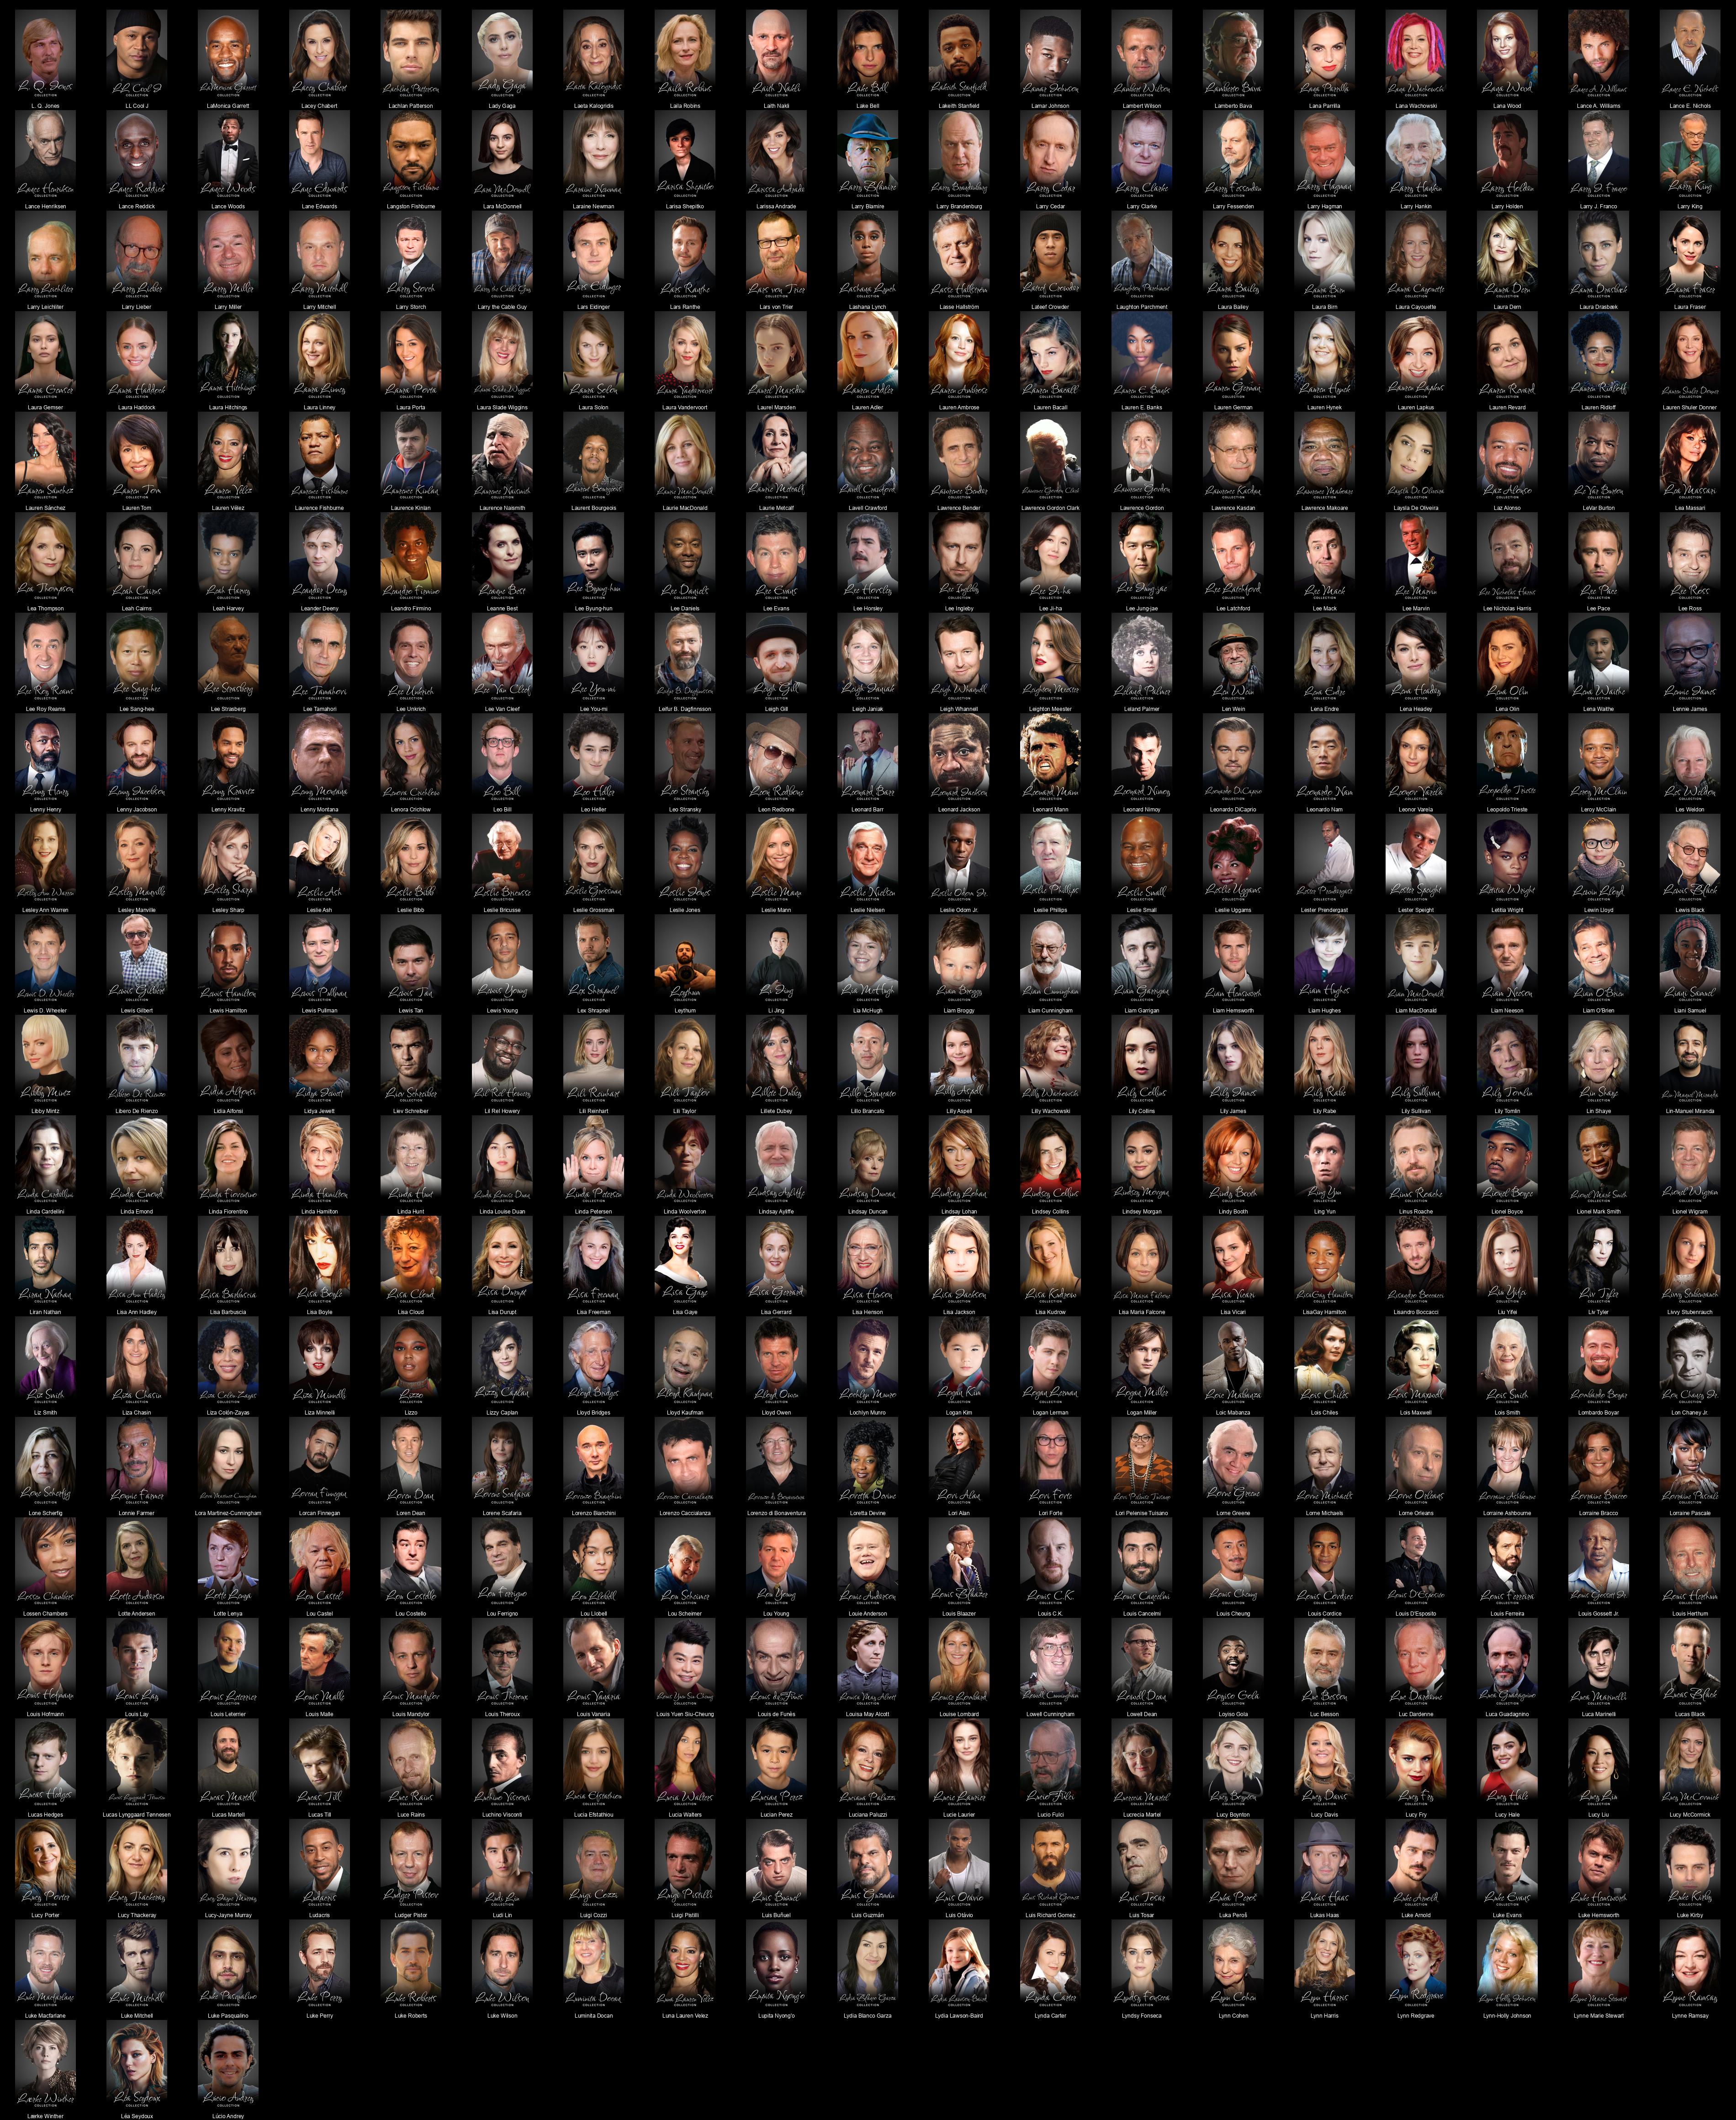 L. Q. Jones LL Cool J LaMonica Garrett Lacey Chabert Lachlan Patterson Lady Gaga Laeta Kalogridis Laila Robins Laith Nakli Lake Bell Lakeith Stanfield Lamar Johnson Lambert Wilson Lamberto Bava Lana Parrilla Lana Wachowski Lana Wood Lance A. Williams Lance E. Nichols
Lance Henriksen Lance Reddick Lance Woods Lane Edwards Langston Fishburne Lara McDonnell Laraine Newman Larisa Shepitko Larissa Andrade Larry Blamire Larry Brandenburg Larry Cedar Larry Clarke Larry Fessenden Larry Hagman Larry Hankin Larry Holden Larry J. Franco Larry King
Larry Leichliter Larry Lieber Larry Miller Larry Mitchell Larry Storch Larry the Cable Guy Lars Eidinger Lars Ranthe Lars von Trier Lashana Lynch Lasse Hallström Lateef Crowder Laughton Parchment Laura Bailey Laura Birn Laura Cayouette Laura Dern Laura Drasbæk Laura Fraser
Laura Gemser Laura Haddock Laura Hitchings Laura Linney Laura Porta Laura Slade Wiggins Laura Solon Laura Vandervoort Laurel Marsden Lauren Adler Lauren Ambrose Lauren Bacall Lauren E. Banks Lauren German Lauren Hynek Lauren Lapkus Lauren Revard Lauren Ridloff Lauren Shuler Donner
Lauren Sánchez Lauren Tom Lauren Vélez Laurence Fishburne Laurence Kinlan Laurence Naismith Laurent Bourgeois Laurie MacDonald Laurie Metcalf Lavell Crawford Lawrence Bender Lawrence Gordon Clark Lawrence Gordon Lawrence Kasdan Lawrence Makoare Laysla De Oliveira Laz Alonso LeVar Burton Lea Massari
Lea Thompson Leah Cairns Leah Harvey Leander Deeny Leandro Firmino Leanne Best Lee Byung-hun Lee Daniels Lee Evans Lee Horsley Lee Ingleby Lee Ji-ha Lee Jung-jae Lee Latchford Lee Mack Lee Marvin Lee Nicholas Harris Lee Pace Lee Ross
Lee Roy Reams Lee Sang-hee Lee Strasberg Lee Tamahori Lee Unkrich Lee Van Cleef Lee You-mi Leifur B. Dagfinnsson Leigh Gill Leigh Janiak Leigh Whannell Leighton Meester Leland Palmer Len Wein Lena Endre Lena Headey Lena Olin Lena Waithe Lennie James
Lenny Henry Lenny Jacobson Lenny Kravitz Lenny Montana Lenora Crichlow Leo Bill Leo Heller Leo Stransky Leon Redbone Leonard Barr Leonard Jackson Leonard Mann Leonard Nimoy Leonardo DiCaprio Leonardo Nam Leonor Varela Leopoldo Trieste Leroy McClain Les Weldon
Lesley Ann Warren Lesley Manville Lesley Sharp Leslie Ash Leslie Bibb Leslie Bricusse Leslie Grossman Leslie Jones Leslie Mann Leslie Nielsen Leslie Odom Jr. Leslie Phillips Leslie Small Leslie Uggams Lester Prendergast Lester Speight Letitia Wright Lewin Lloyd Lewis Black
Lewis D. Wheeler Lewis Gilbert Lewis Hamilton Lewis Pullman Lewis Tan Lewis Young Lex Shrapnel Leythum Li Jing Lia McHugh Liam Broggy Liam Cunningham Liam Garrigan Liam Hemsworth Liam Hughes Liam MacDonald Liam Neeson Liam O'Brien Liani Samuel
Libby Mintz Libero De Rienzo Lidia Alfonsi Lidya Jewett Liev Schreiber Lil Rel Howery Lili Reinhart Lili Taylor Lillete Dubey Lillo Brancato Lilly Aspell Lilly Wachowski Lily Collins Lily James Lily Rabe Lily Sullivan Lily Tomlin Lin Shaye Lin-Manuel Miranda
Linda Cardellini Linda Emond Linda Fiorentino Linda Hamilton Linda Hunt Linda Louise Duan Linda Petersen Linda Woolverton Lindsay Ayliffe Lindsay Duncan Lindsay Lohan Lindsey Collins Lindsey Morgan Lindy Booth Ling Yun Linus Roache Lionel Boyce Lionel Mark Smith Lionel Wigram
Liran Nathan Lisa Ann Hadley Lisa Barbuscia Lisa Boyle Lisa Cloud Lisa Durupt Lisa Freeman Lisa Gaye Lisa Gerrard Lisa Henson Lisa Jackson Lisa Kudrow Lisa Maria Falcone Lisa Vicari LisaGay Hamilton Lisandro Boccacci Liu Yifei Liv Tyler Livvy Stubenrauch
Liz Smith Liza Chasin Liza Colón-Zayas Liza Minnelli Lizzo Lizzy Caplan Lloyd Bridges Lloyd Kaufman Lloyd Owen Lochlyn Munro Logan Kim Logan Lerman Logan Miller Loic Mabanza Lois Chiles Lois Maxwell Lois Smith Lombardo Boyar Lon Chaney Jr.
Lone Scherfig Lonnie Farmer Lora Martinez-Cunningham Lorcan Finnegan Loren Dean Lorene Scafaria Lorenzo Bianchini Lorenzo Caccialanza Lorenzo di Bonaventura Loretta Devine Lori Alan Lori Forte Lori Pelenise Tuisano Lorne Greene Lorne Michaels Lorne Orleans Lorraine Ashbourne Lorraine Bracco Lorraine Pascale
Lossen Chambers Lotte Andersen Lotte Lenya Lou Castel Lou Costello Lou Ferrigno Lou Llobell Lou Scheimer Lou Young Louie Anderson Louis Blaazer Louis C.K. Louis Cancelmi Louis Cheung Louis Cordice Louis D'Esposito Louis Ferreira Louis Gossett Jr. Louis Herthum
Louis Hofmann Louis Lay Louis Leterrier Louis Malle Louis Mandylor Louis Theroux Louis Vanaria Louis Yuen Siu-Cheung Louis de Funès Louisa May Alcott Louise Lombard Lowell Cunningham Lowell Dean Loyiso Gola Luc Besson Luc Dardenne Luca Guadagnino Luca Marinelli Lucas Black
Lucas Hedges Lucas Lynggaard Tønnesen Lucas Martell Lucas Till Luce Rains Luchino Visconti Lucia Efstathiou Lucia Walters Lucian Perez Luciana Paluzzi Lucie Laurier Lucio Fulci Lucrecia Martel Lucy Boynton Lucy Davis Lucy Fry Lucy Hale Lucy Liu Lucy McCormick
Lucy Porter Lucy Thackeray Lucy-Jayne Murray Ludacris Ludger Pistor Ludi Lin Luigi Cozzi Luigi Pistilli Luis Buñuel Luis Guzmán Luis Otávio Luis Richard Gomez Luis Tosar Luka Peroš Lukas Haas Luke Arnold Luke Evans Luke Hemsworth Luke Kirby
Luke Macfarlane Luke Mitchell Luke Pasqualino Luke Perry Luke Roberts Luke Wilson Luminita Docan Luna Lauren Velez Lupita Nyong'o Lydia Blanco Garza Lydia Lawson-Baird Lynda Carter Lyndsy Fonseca Lynn Cohen Lynn Harris Lynn Redgrave Lynn-Holly Johnson Lynne Marie Stewart Lynne Ramsay
Lærke Winther Léa Seydoux Lúcio Andrey